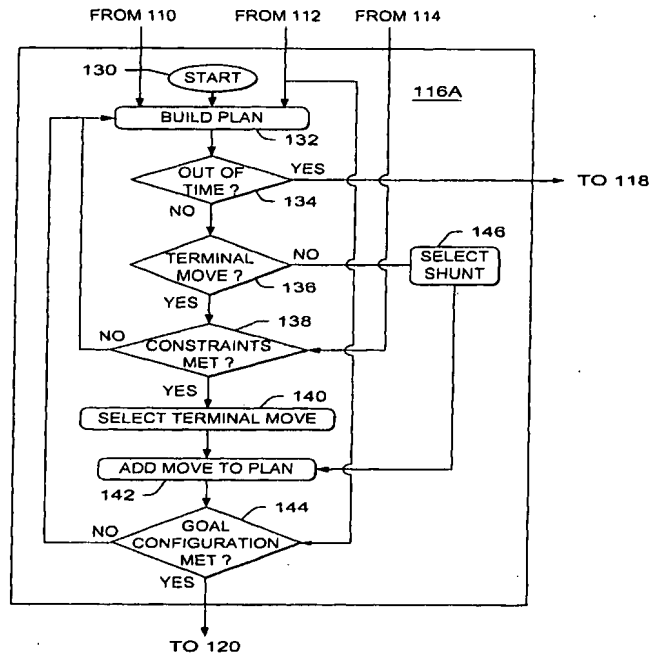 FROM 110
FROM 112
FROM 114
130
START
116A
BUILD PLAN
132
OUT OF
TIME ?
YES
134
TO 118
NO
TERMINAL
MOVE ?
NO
136
146
SELECT
SHUNT
YES
138
NO
CONSTRAINTS
MET ?
YES
140
SELECT TERMINAL MOVE
ADD MOVE TO PLAN
142
144
NO
GOAL
CONFIGURATION
MET ?
YES
TO 120